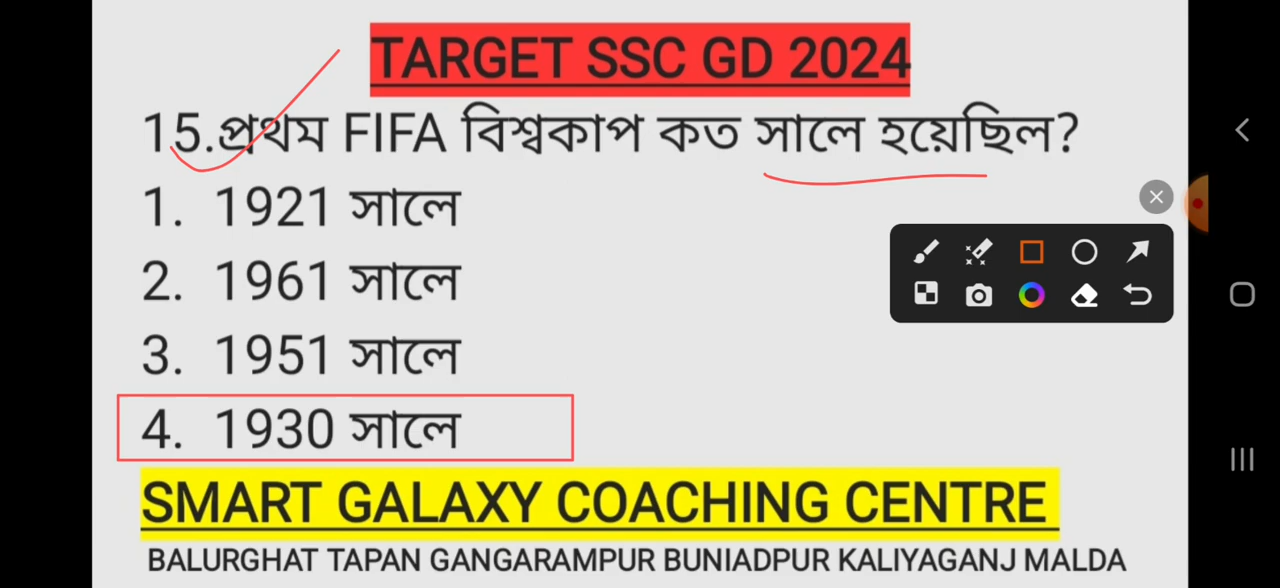 TARGET SSC GD 2024
15.প্রথম FIFA বিশ্বকাপ কত সালে হয়েছিল?
1. 1921 সালে
2. 1961 সালে
3. 1951 সালে
4. 1930 সালে
SMART GALAXY COACHING CENTRE
BALURGHAT TAPAN GANGARAMPUR BUNIADPUR KALIYAGANJ MALDA